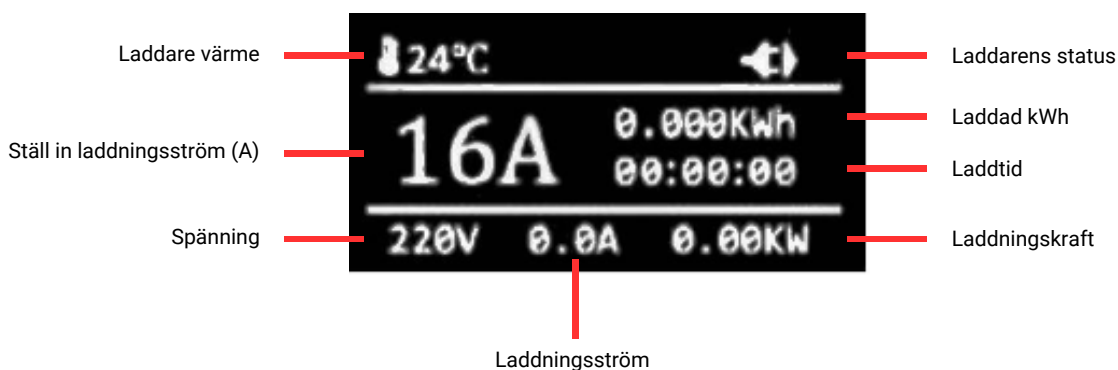 Laddare värme
24°C
Laddarens status
Ställ in laddningsström (A)
16A
0.000KWh
Laddad kWh
00:00:00
Laddtid
Spänning
220V 0.0A 0.00KW
Laddningskraft
Laddningsström